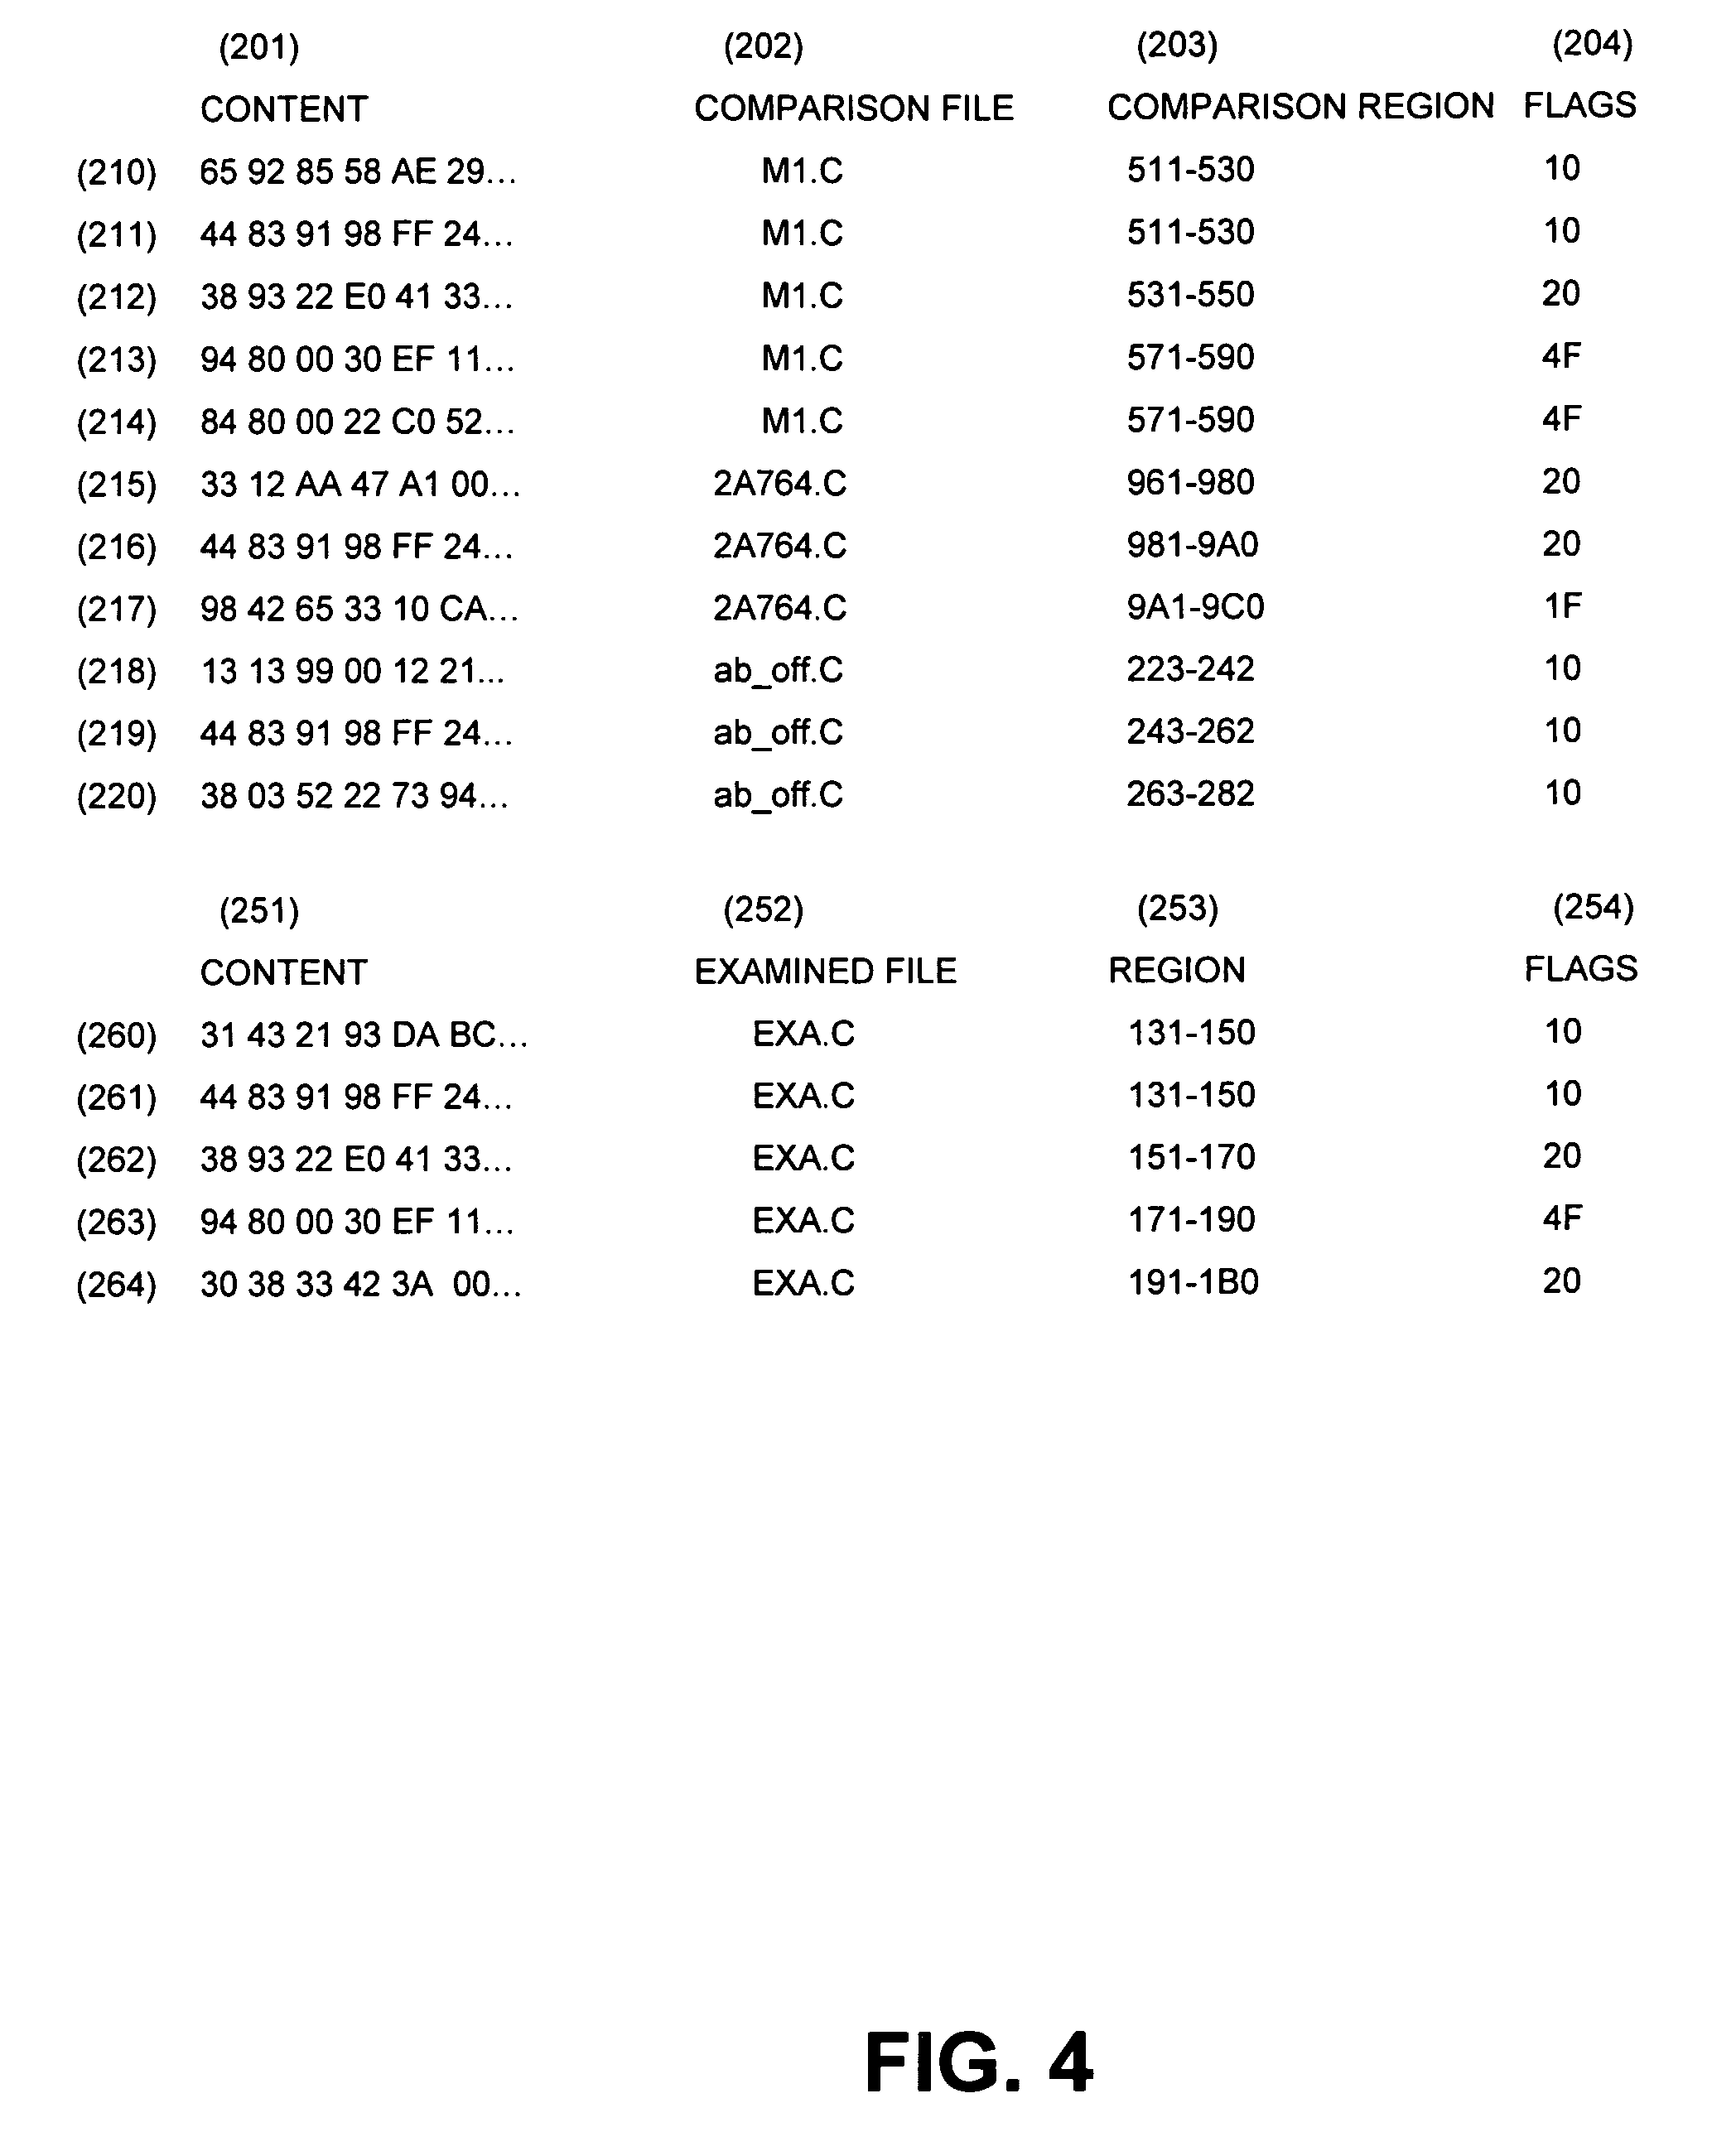 (201) (202) (203) (204)
CONTENT COMPARISON FILE COMPARISON REGION FLAGS
(210) 65 92 85 58 AE 29... M1.C 511-530 10
(211) 44 83 91 98 FF 24... M1.C 511-530 10
(212) 38 93 22 E0 41 33... M1.C 531-550 20
(213) 94 80 00 30 EF 11... M1.C 571-590 4F
(214) 84 80 00 22 C0 52... M1.C 571-590 4F
(215) 33 12 AA 47 A1 00... 2A764.C 961-980 20
(216) 44 83 91 98 FF 24... 2A764.C 981-9A0 20
(217) 98 42 65 33 10 CA... 2A764.C 9A1-9C0 1F
(218) 13 13 99 00 12 21... ab_off.C 223-242 10
(219) 44 83 91 98 FF 24... ab_off.C 243-262 10
(220) 38 03 52 22 73 94... ab_off.C 263-282 10
(251) (252) (253) (254)
CONTENT EXAMINED FILE REGION FLAGS
(260) 31 43 21 93 DA BC... EXA.C 131-150 10
(261) 44 83 91 98 FF 24... EXA.C 131-150 10
(262) 38 93 22 E0 41 33... EXA.C 151-170 20
(263) 94 80 00 30 EF 11... EXA.C 171-190 4F
(264) 30 38 33 42 3A 00... EXA.C 191-1B0 20
FIG. 4